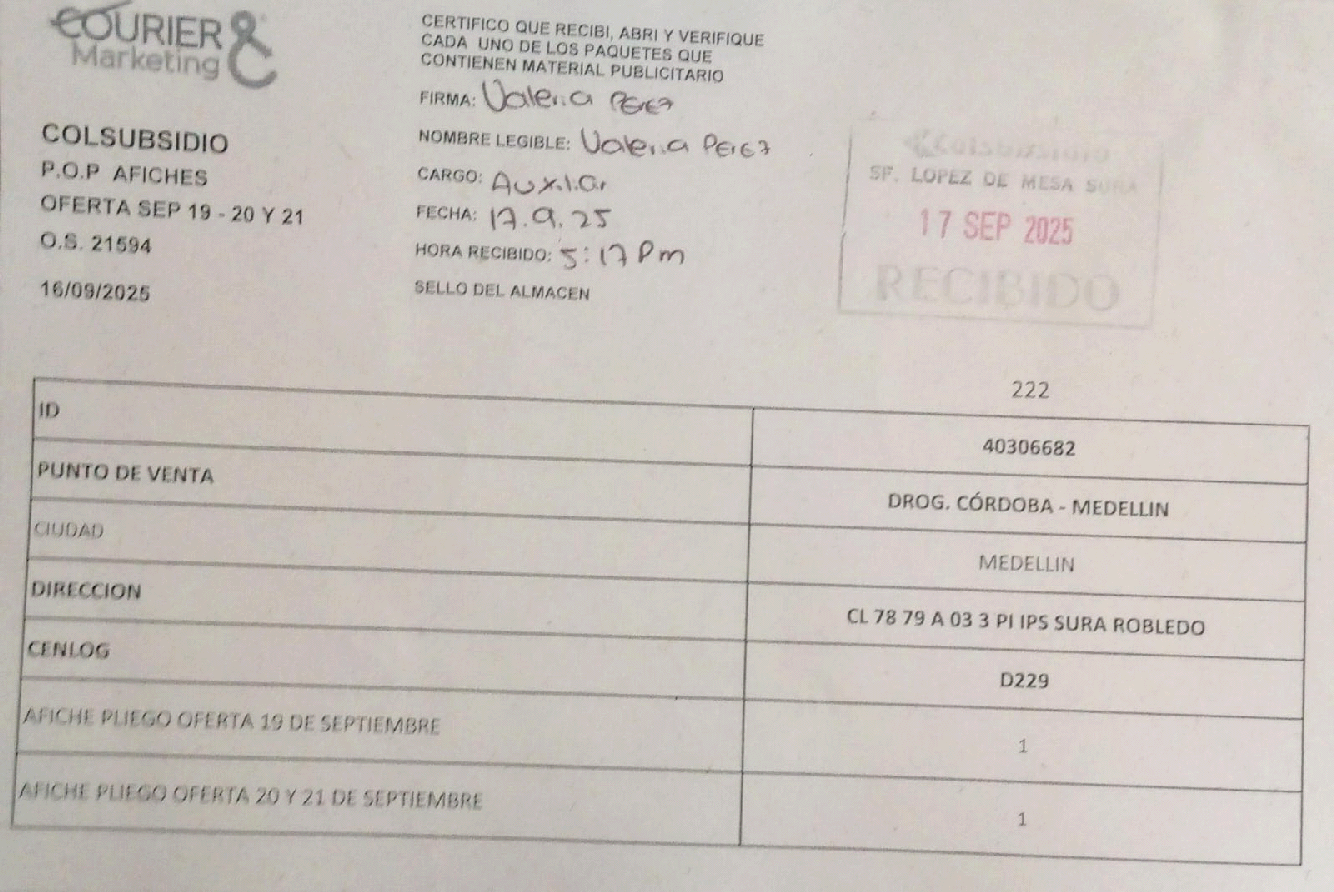 COURIER &
Marketing
COLSUBSIDIO
P.O.P AFICHES
OFERTA SEP 19 - 20 Y 21
O.S. 21594
16/09/2025
CERTIFICO QUE RECIBI, ABRI Y VERIFIQUE
CADA UNO DE LOS PAQUETES QUE
CONTIENEN MATERIAL PUBLICITARIO
FIRMA: Valeria Perez
NOMBRE LEGIBLE: Valeria Perez
CARGO: Auxiliar
FECHA: 17.9.25
HORA RECIBIDO: 5:17 Pm
SELLO DEL ALMACEN
Colsubsidio
SF. LOPEZ DE MESA SURA
17 SEP 2025
RECIBIDO
222
ID 40306682
PUNTO DE VENTA DROG. CÓRDOBA - MEDELLIN
CIUDAD MEDELLIN
DIRECCION CL 78 79 A 03 3 PI IPS SURA ROBLEDO
CENLOG D229
AFICHE PLIEGO OFERTA 19 DE SEPTIEMBRE 1
AFICHE PLIEGO OFERTA 20 Y 21 DE SEPTIEMBRE 1